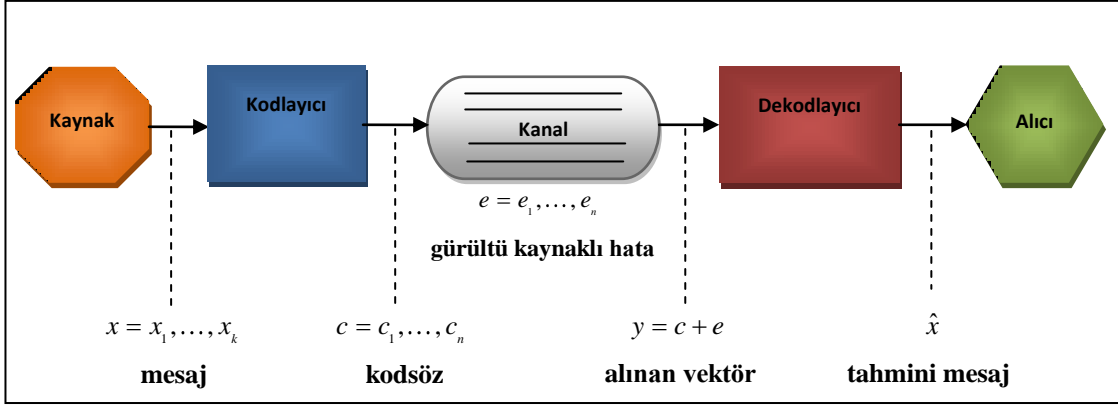 Kaynak
Kodlayıcı
Kanal
Dekodlayıcı
Alıcı
e = e₁,…,eₙ
gürültü kaynaklı hata
x = x₁,…,xₖ
c = c₁,…,cₙ
y = c + e
x̂
mesaj
kodsöz
alınan vektör
tahmini mesaj